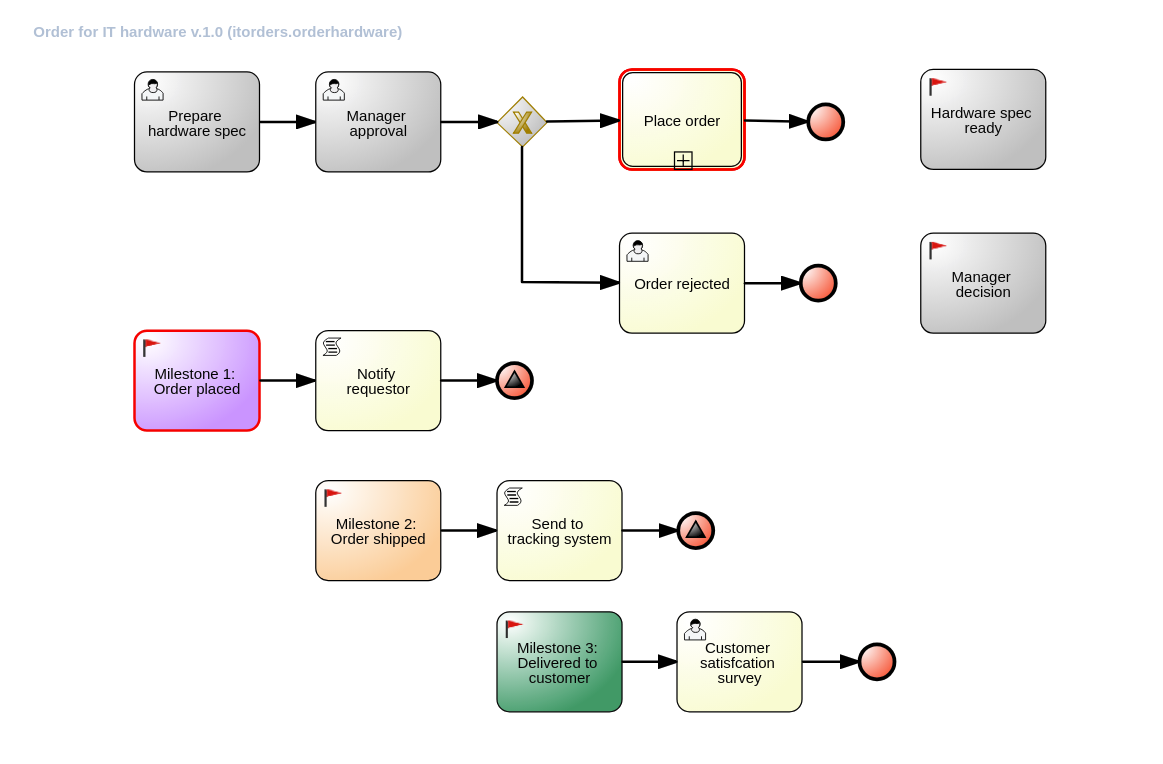 Order for IT hardware v.1.0 (itorders.orderhardware)
Prepare
hardware spec
Manager
approval
X
Place order
Hardware spec
ready
Order rejected
Manager
decision
Milestone 1:
Order placed
Notify
requestor
Milestone 2:
Order shipped
Send to
tracking system
Milestone 3:
Delivered to
customer
Customer
satisfcation
survey